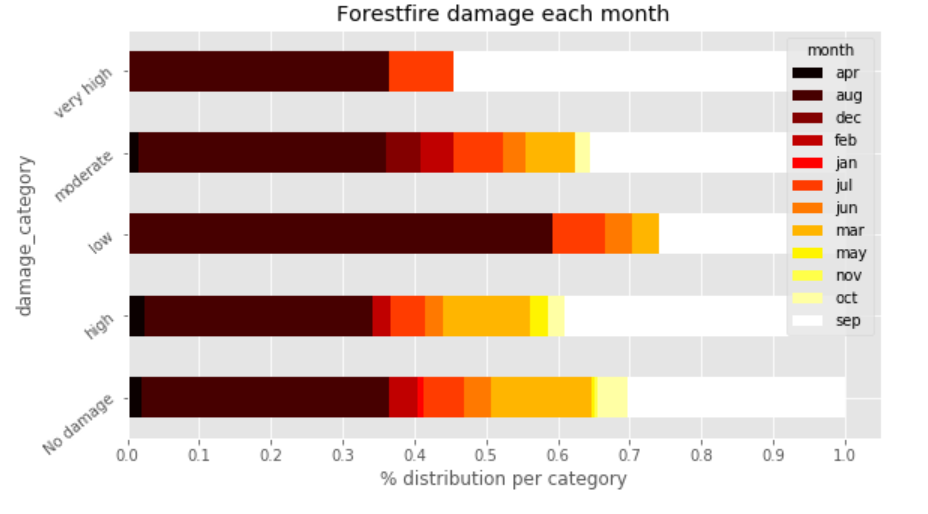 Forestfire damage each month
month
apr
aug
dec
feb
jan
jul
jun
mar
may
nov
oct
sep
damage_category
very high
moderate
low
high
No damage
0.0 0.1 0.2 0.3 0.4 0.5 0.6 0.7 0.8 0.9 1.0
% distribution per category